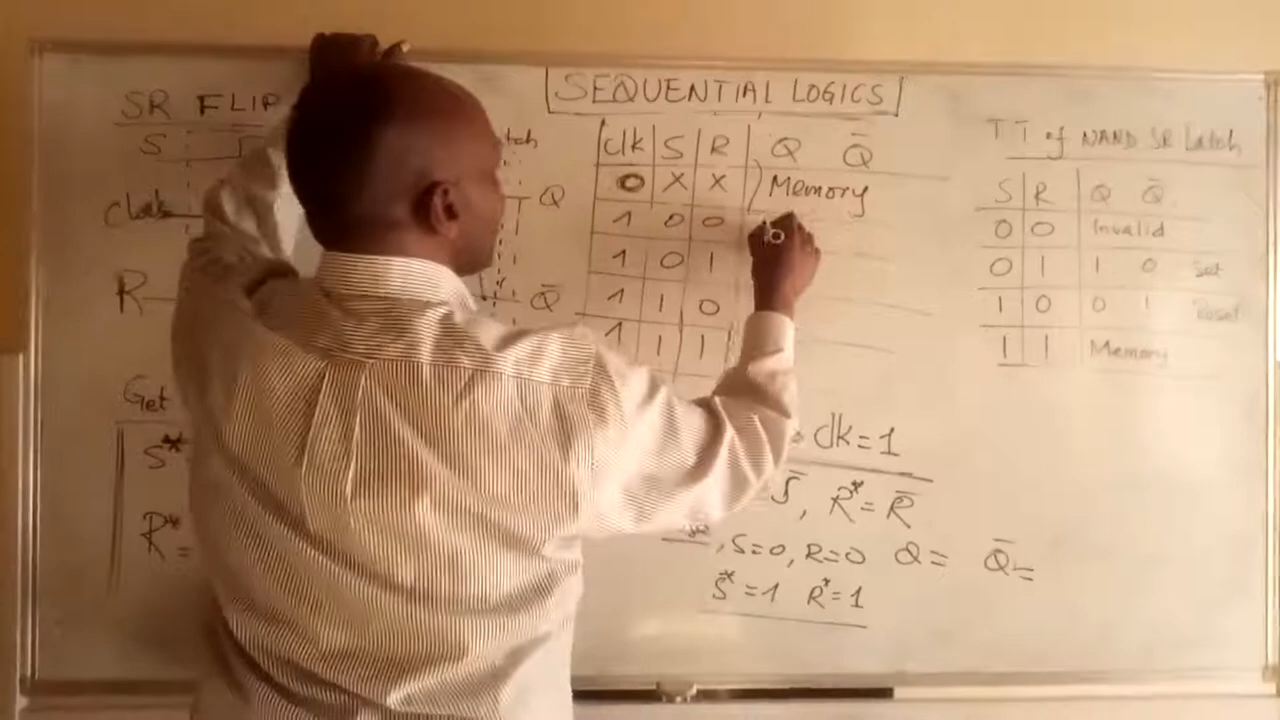 SEQUENTIAL LOGICS
SR FLIP
S
Clock
R
Q
Q̄
Get
S*
R* =
Clk S R Q Q̄
0 X X Memory
1 0 0
1 0 1
1 1 0
1 1 1
clk = 1
S̄, R* = R̄
, S=0, R=0 Q = Q̄ =
S* = 1 R* = 1
TT of NAND SR Latch
S R Q Q̄
0 0 Invalid
0 1 1 0 Set
1 0 0 1 Reset
1 1 Memory